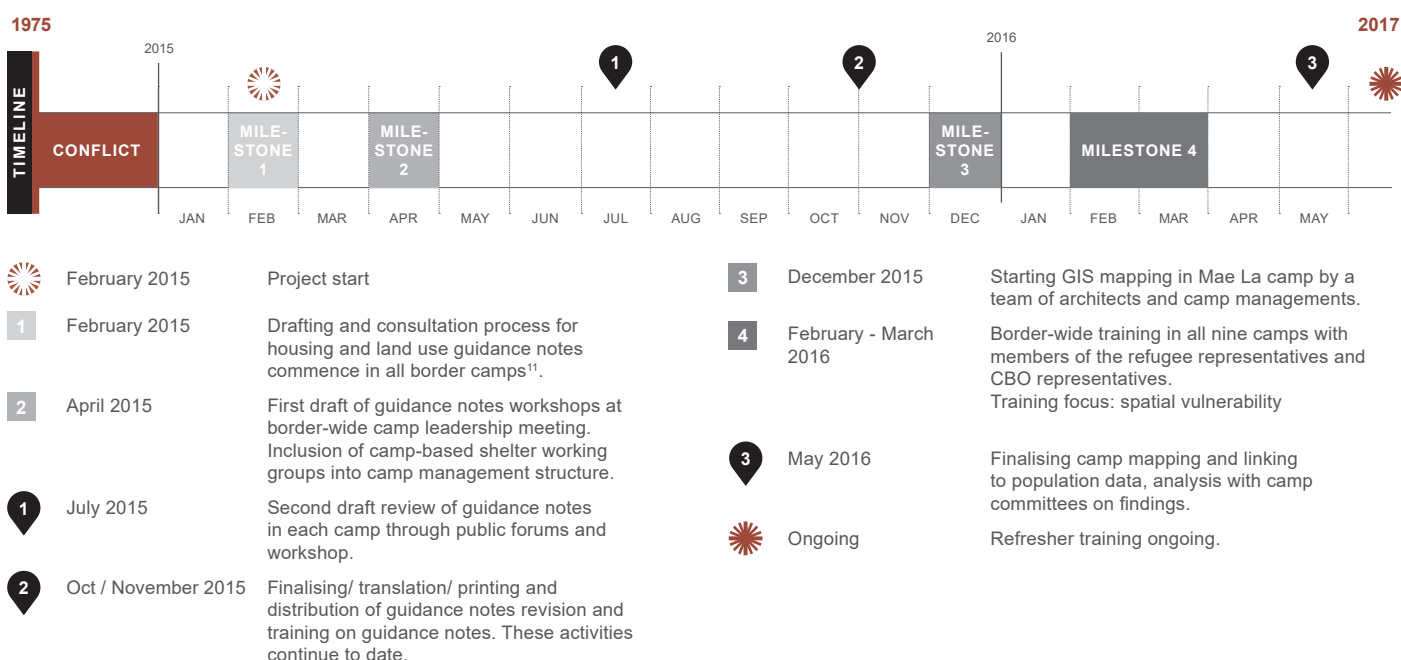 1975
2017
2015
2016
1
2
3
TIMELINE
CONFLICT
MILE-
STONE
1
MILE-
STONE
2
MILE-
STONE
3
MILESTONE 4
JAN FEB MAR APR MAY JUN JUL AUG SEP OCT NOV DEC JAN FEB MAR APR MAY
February 2015 Project start
1 February 2015 Drafting and consultation process for
housing and land use guidance notes
commence in all border camps¹¹.
2 April 2015 First draft of guidance notes workshops at
border-wide camp leadership meeting.
Inclusion of camp-based shelter working
groups into camp management structure.
1 July 2015 Second draft review of guidance notes
in each camp through public forums and
workshop.
2 Oct / November 2015 Finalising/ translation/ printing and
distribution of guidance notes revision and
training on guidance notes. These activities
continue to date.
3 December 2015 Starting GIS mapping in Mae La camp by a
team of architects and camp managements.
4 February - March
2016
Border-wide training in all nine camps with
members of the refugee representatives and
CBO representatives.
Training focus: spatial vulnerability
3 May 2016 Finalising camp mapping and linking
to population data, analysis with camp
committees on findings.
Ongoing Refresher training ongoing.